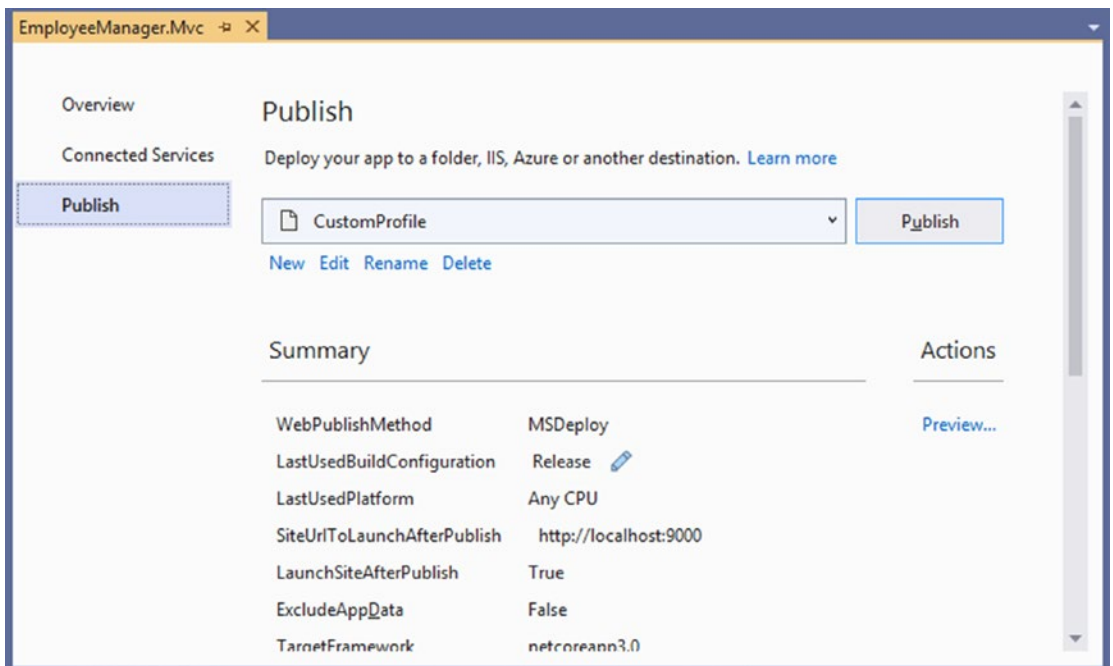 EmployeeManager.Mvc
Overview
Connected Services
Publish
Publish
Deploy your app to a folder, IIS, Azure or another destination. Learn more
CustomProfile
Publish
New Edit Rename Delete
Summary
Actions
WebPublishMethod MSDeploy Preview...
LastUsedBuildConfiguration Release
LastUsedPlatform Any CPU
SiteUrlToLaunchAfterPublish http://localhost:9000
LaunchSiteAfterPublish True
ExcludeAppData False
TargetFramework netcoreapp3.0